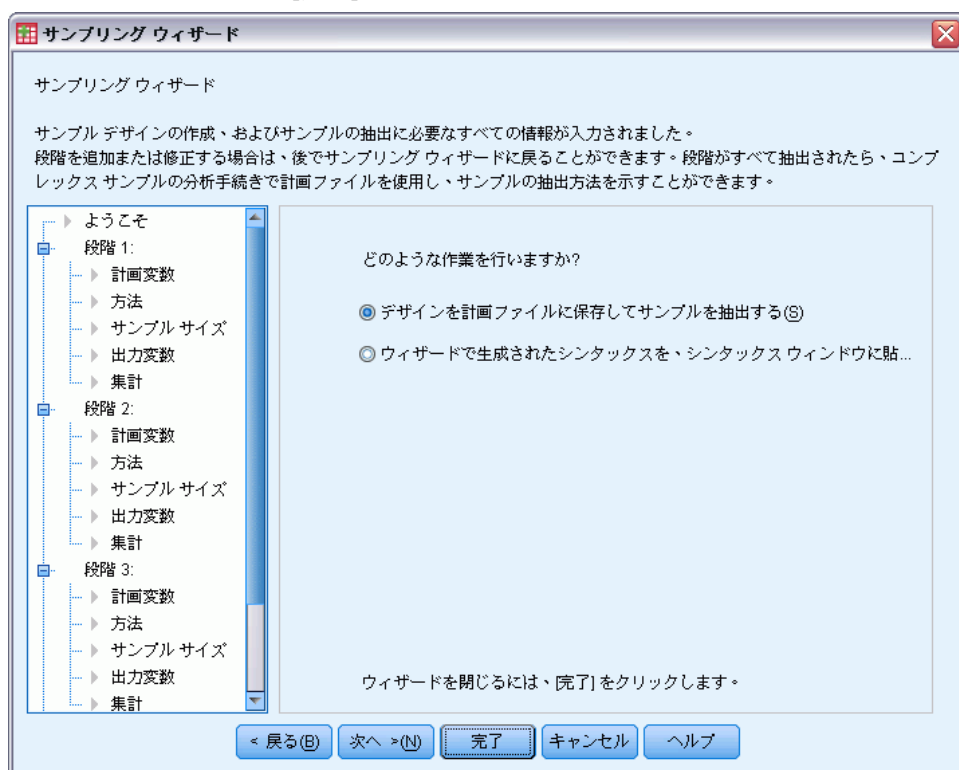 サンプリング ウィザード
サンプリング ウィザード
サンプル デザインの作成、およびサンプルの抽出に必要なすべての情報が入力されました。
段階を追加または修正する場合は、後でサンプリング ウィザードに戻ることができます。段階がすべて抽出されたら、コンプ
レックス サンプルの分析手続きで計画ファイルを使用し、サンプルの抽出方法を示すことができます。
ようこそ
段階 1:
計画変数
方法
サンプル サイズ
出力変数
集計
段階 2:
計画変数
方法
サンプル サイズ
出力変数
集計
段階 3:
計画変数
方法
サンプル サイズ
出力変数
集計
どのような作業を行いますか?
デザインを計画ファイルに保存してサンプルを抽出する(S)
ウィザードで生成されたシンタックスを、シンタックス ウィンドウに貼...
ウィザードを閉じるには、[完了] をクリックします。
< 戻る(B) 次へ >(N) 完了 キャンセル ヘルプ